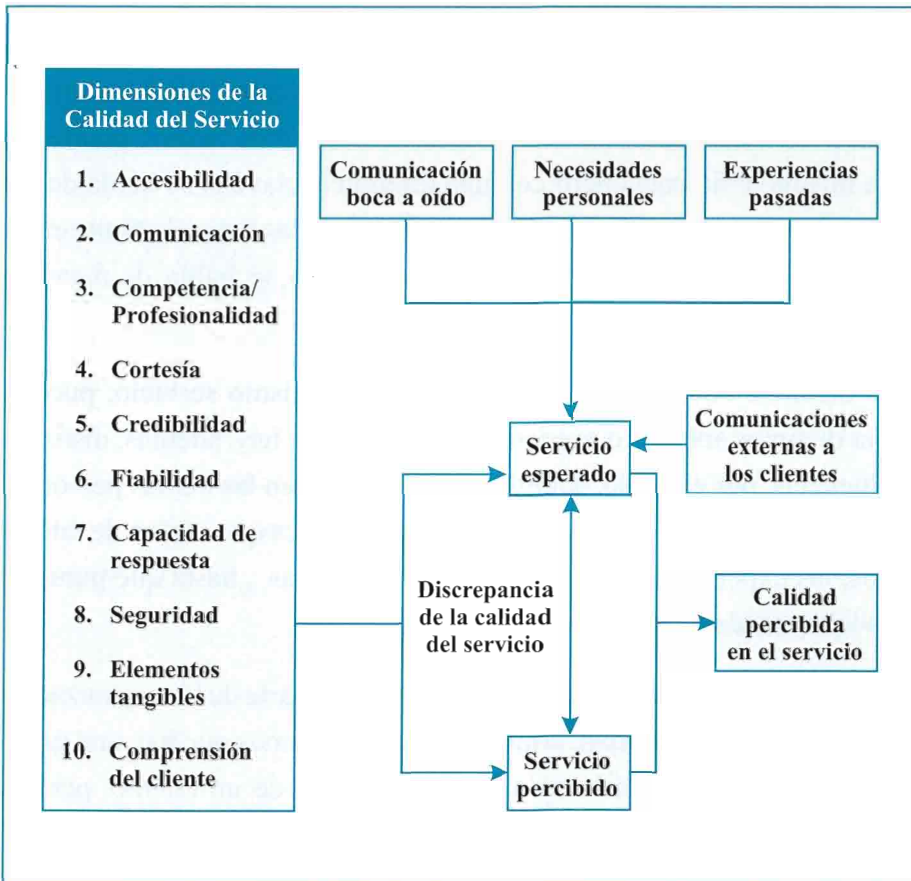 Dimensiones de la
Calidad del Servicio
1. Accesibilidad
2. Comunicación
3. Competencia/
Profesionalidad
4. Cortesía
5. Credibilidad
6. Fiabilidad
7. Capacidad de
respuesta
8. Seguridad
9. Elementos
tangibles
10. Comprensión
del cliente
Comunicación
boca a oído
Necesidades
personales
Experiencias
pasadas
Servicio
esperado
Comunicaciones
externas a
los clientes
Discrepancia
de la calidad
del servicio
Calidad
percibida
en el servicio
Servicio
percibido